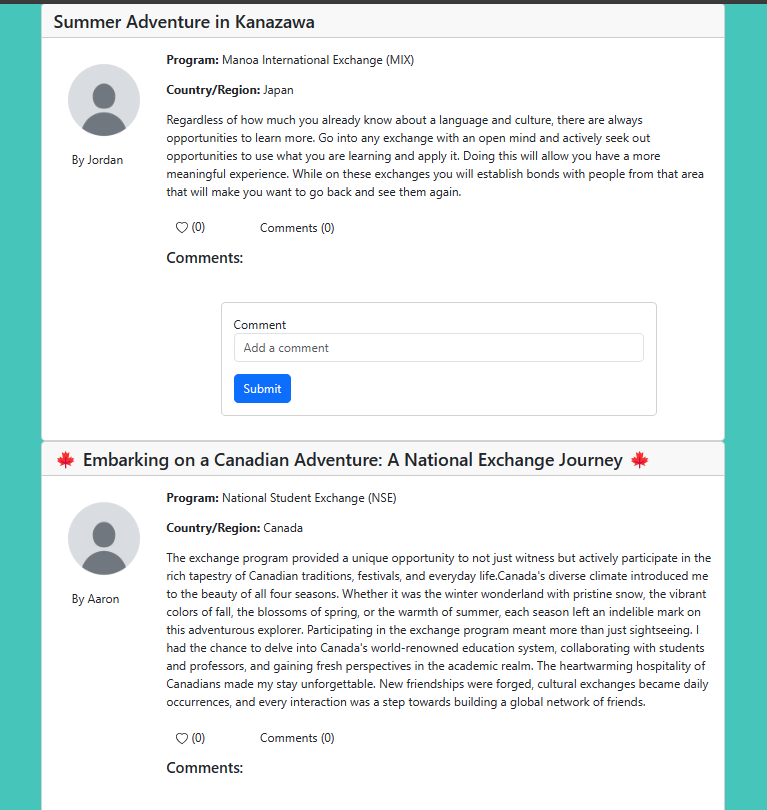 Summer Adventure in Kanazawa
Program: Manoa International Exchange (MIX)
Country/Region: Japan
Regardless of how much you already know about a language and culture, there are always
opportunities to learn more. Go into any exchange with an open mind and actively seek out
opportunities to use what you are learning and apply it. Doing this will allow you have a more
meaningful experience. While on these exchanges you will establish bonds with people from that area
that will make you want to go back and see them again.
By Jordan
(0) Comments (0)
Comments:
Comment
Add a comment
Submit
🍁 Embarking on a Canadian Adventure: A National Exchange Journey 🍁
Program: National Student Exchange (NSE)
Country/Region: Canada
The exchange program provided a unique opportunity to not just witness but actively participate in the
rich tapestry of Canadian traditions, festivals, and everyday life.Canada's diverse climate introduced me
to the beauty of all four seasons. Whether it was the winter wonderland with pristine snow, the vibrant
colors of fall, the blossoms of spring, or the warmth of summer, each season left an indelible mark on
this adventurous explorer. Participating in the exchange program meant more than just sightseeing. I
had the chance to delve into Canada's world-renowned education system, collaborating with students
and professors, and gaining fresh perspectives in the academic realm. The heartwarming hospitality of
Canadians made my stay unforgettable. New friendships were forged, cultural exchanges became daily
occurrences, and every interaction was a step towards building a global network of friends.
By Aaron
(0) Comments (0)
Comments: